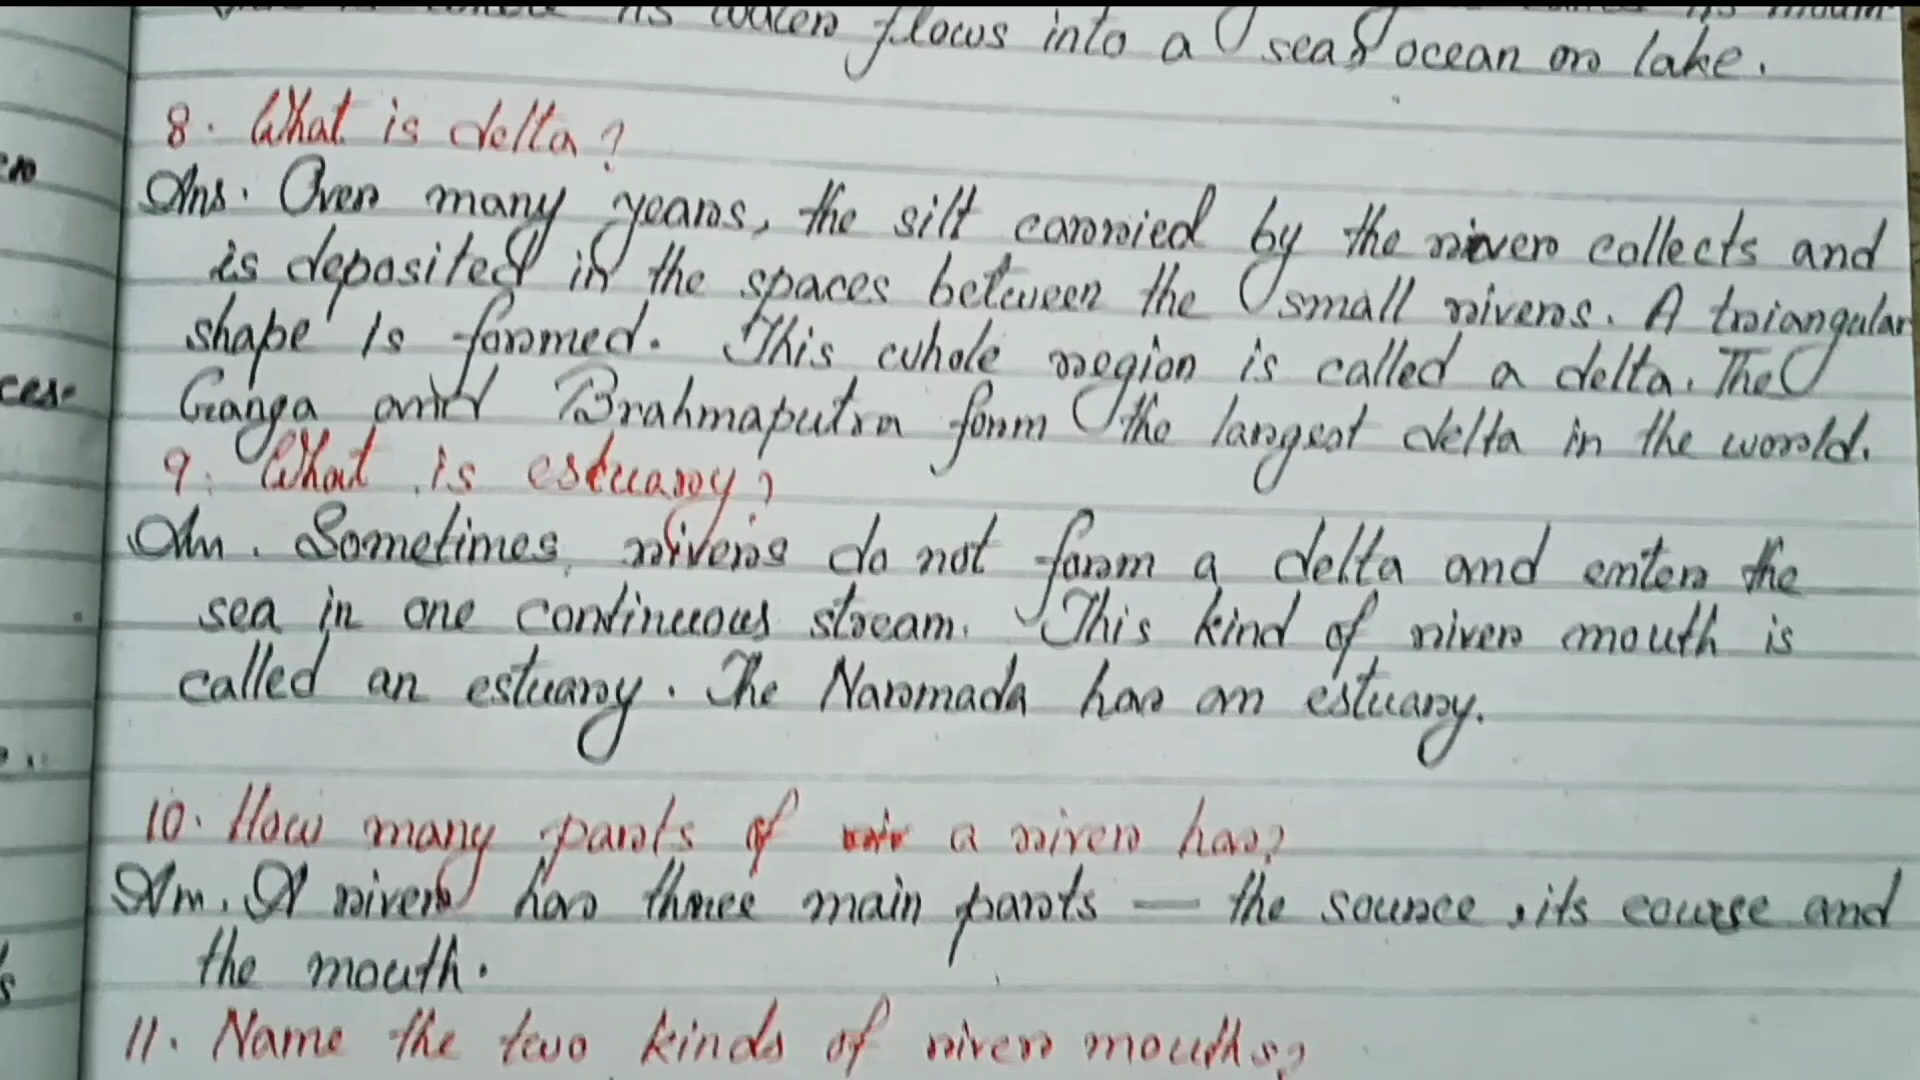 its water flows into a sea, ocean or lake.
8. What is delta?
Ans. Over many years, the silt carried by the river collects and
is deposited in the spaces between the small rivers. A triangular
shape is formed. This whole region is called a delta. The
Ganga and Brahmaputra form the largest delta in the world.
9. What is estuary?
An. Sometimes, rivers do not form a delta and enter the
sea in one continuous stream. This kind of river mouth is
called an estuary. The Narmada has an estuary.
10. How many parts of a river has?
An. A river has three main parts — the source, its course and
the mouth.
11. Name the two kinds of river mouths?